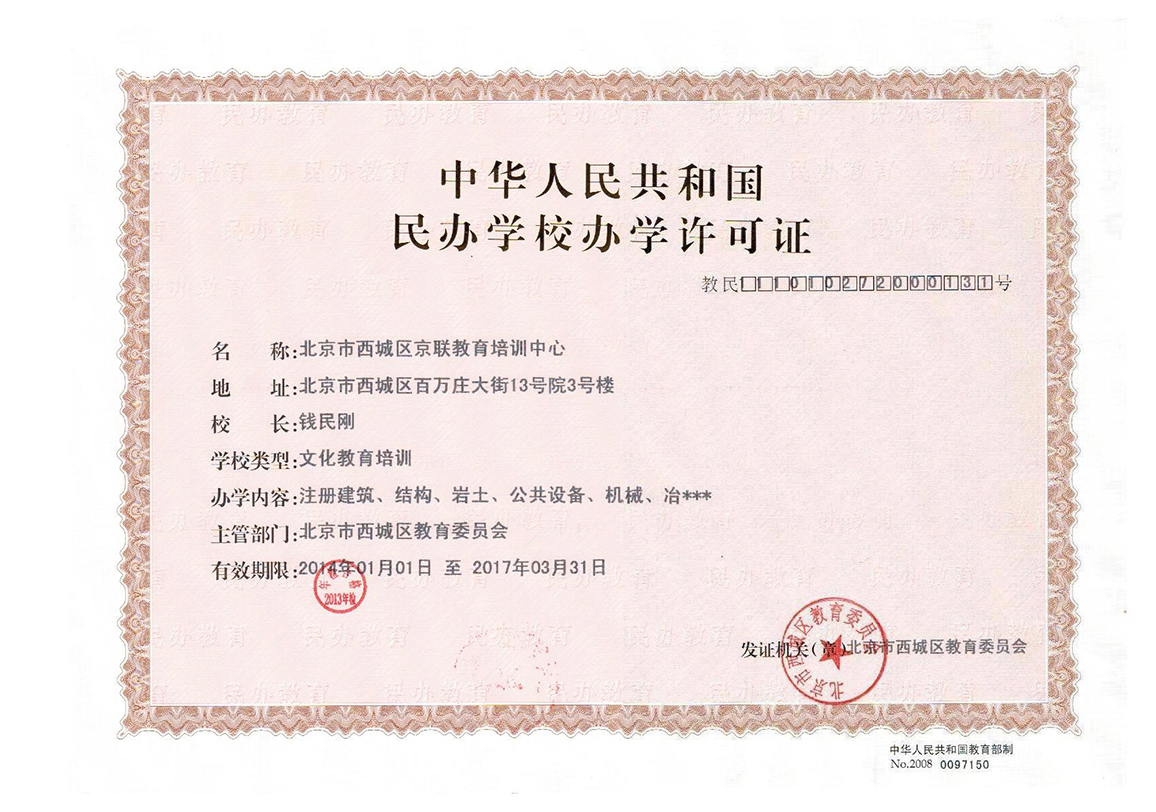 中华人民共和国
民办学校办学许可证
教民111010272000131号
名 称:北京市西城区京联教育培训中心
地 址:北京市西城区百万庄大街13号院3号楼
校 长:钱民刚
学校类型:文化教育培训
办学内容:注册建筑、结构、岩土、公共设备、机械、冶***
主管部门:北京市西城区教育委员会
有效期限:2014年01月01日 至 2017年03月31日
2013年检
发证机关(章)北京市西城区教育委员会
北京市西城区教育委员会
中华人民共和国教育部制
No.2008 0097150